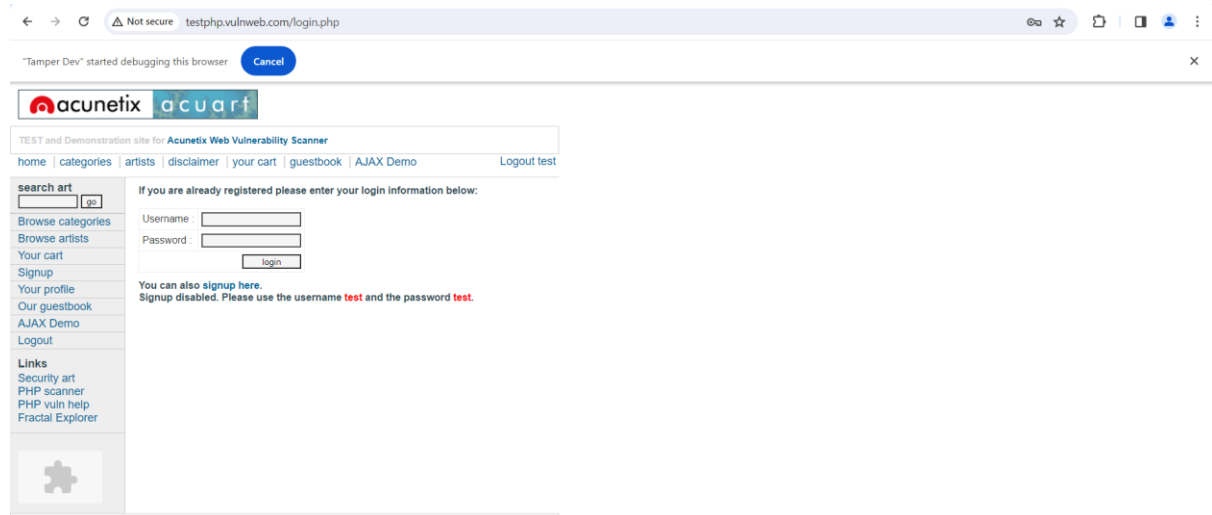 Not secure testphp.vulnweb.com/login.php
"Tamper Dev" started debugging this browser Cancel
acunetix acuart
TEST and Demonstration site for Acunetix Web Vulnerability Scanner
home | categories | artists | disclaimer | your cart | guestbook | AJAX Demo Logout test
search art
go
Browse categories
Browse artists
Your cart
Signup
Your profile
Our guestbook
AJAX Demo
Logout
Links
Security art
PHP scanner
PHP vuln help
Fractal Explorer
If you are already registered please enter your login information below:
Username :
Password :
login
You can also signup here.
Signup disabled. Please use the username test and the password test.